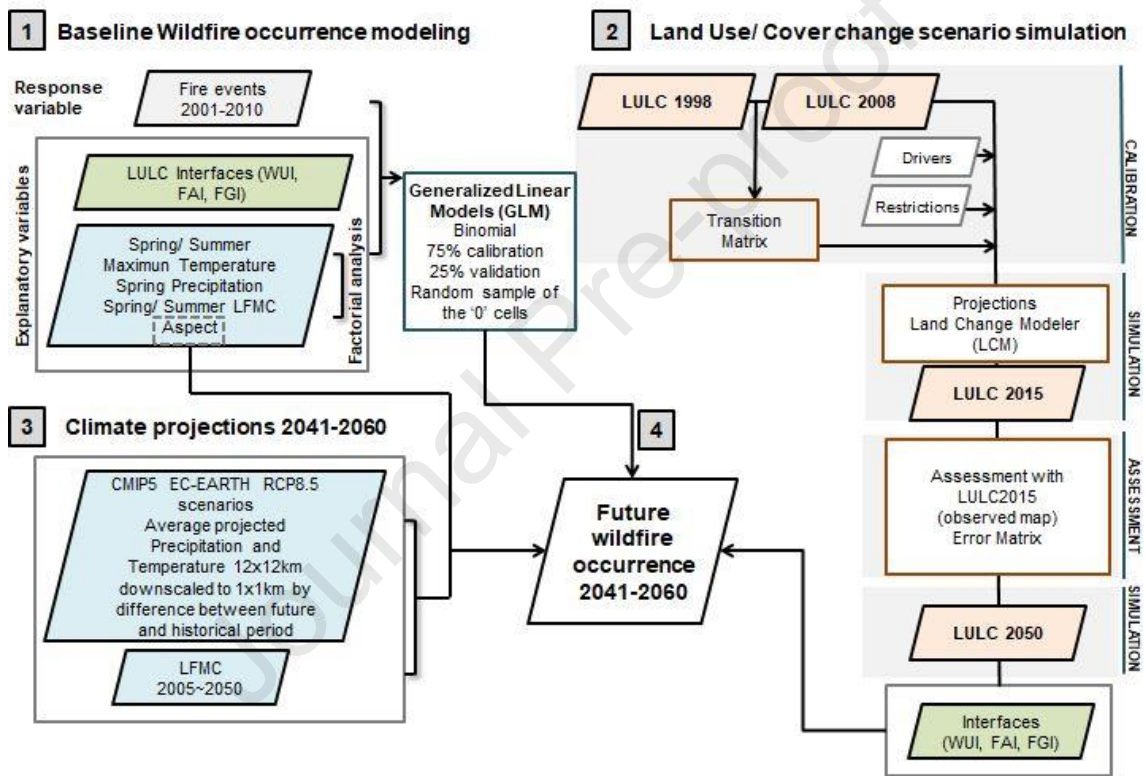 1 Baseline Wildfire occurrence modeling
Response
variable
Fire events
2001-2010
Explanatory variables
LULC Interfaces (WUI,
FAI, FGI)
Spring/ Summer
Maximun Temperature
Spring Precipitation
Spring/ Summer LFMC
Aspect
Factorial analysis
Generalized Linear
Models (GLM)
Binomial
75% calibration
25% validation
Random sample of
the '0' cells
2 Land Use/ Cover change scenario simulation
LULC 1998
LULC 2008
Drivers
Restrictions
Transition
Matrix
CALIBRATION
Projections
Land Change Modeler
(LCM)
LULC 2015
SIMULATION
Assessment with
LULC2015
(observed map)
Error Matrix
ASSESSMENT
LULC 2050
SIMULATION
Interfaces
(WUI, FAI, FGI)
3 Climate projections 2041-2060
CMIP5 EC-EARTH RCP8.5
scenarios
Average projected
Precipitation and
Temperature 12x12km
downscaled to 1x1km by
difference between future
and historical period
LFMC
2005~2050
4
Future
wildfire
occurrence
2041-2060
Journal Pre-proof